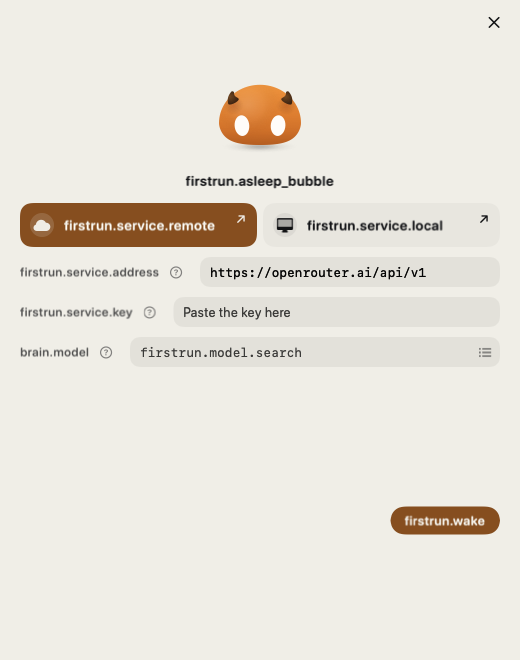 firstrun.asleep_bubble
firstrun.service.remote
firstrun.service.local
firstrun.service.address ? https://openrouter.ai/api/v1
firstrun.service.key ? Paste the key here
brain.model ? firstrun.model.search
firstrun.wake